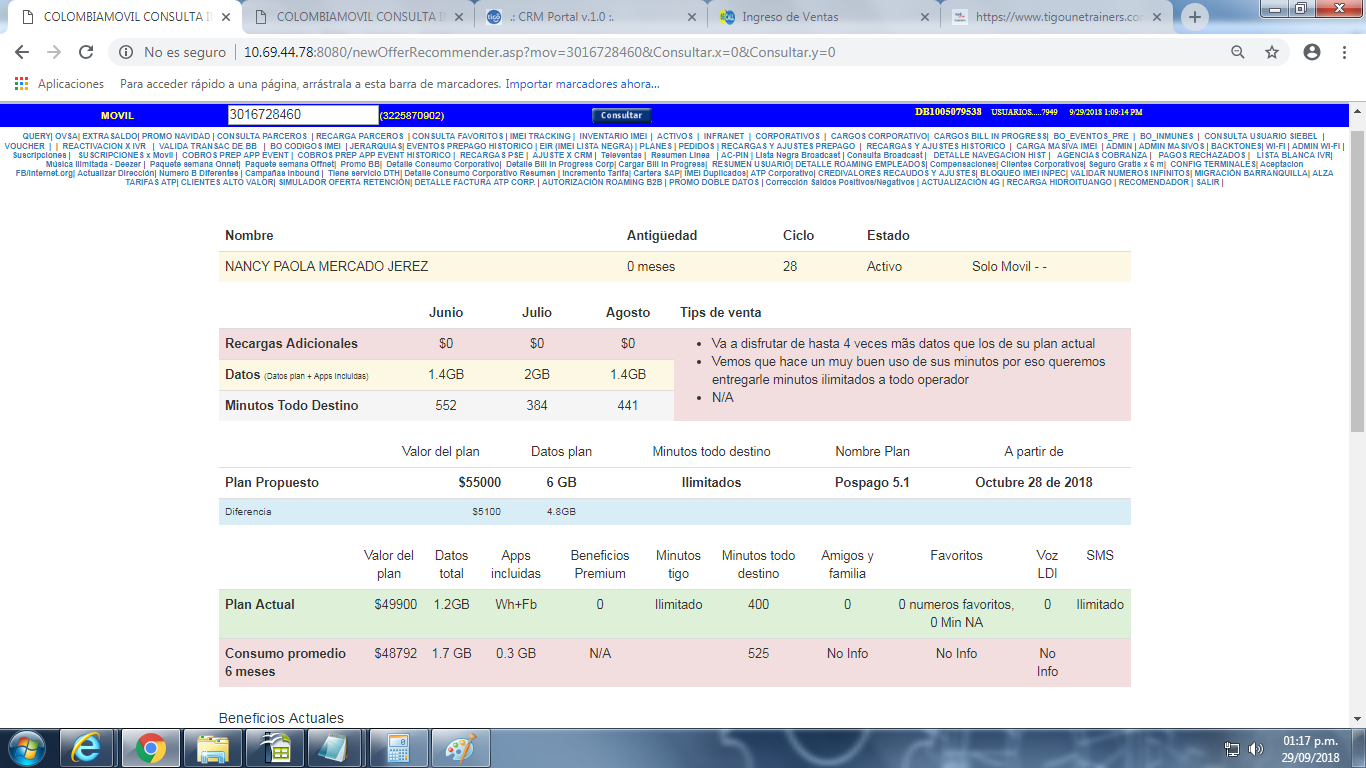 COLOMBIAMOVIL CONSULTA I
COLOMBIAMOVIL CONSULTA I
.: CRM Portal v.1.0 :.
Ingreso de Ventas
https://www.tigounetrainers.co
No es seguro | 10.69.44.78:8080/newOfferRecommender.asp?mov=3016728460&Consultar.x=0&Consultar.y=0
Aplicaciones Para acceder rápido a una página, arrástrala a esta barra de marcadores. Importar marcadores ahora...
MOVIL 3016728460 (3225870902) Consultar DB1005079538 USUARIOS.....7949 9/29/2018 1:09:14 PM
QUERY| OVSA| EXTRASALDO| PROMO NAVIDAD | CONSULTA PARCEROS | RECARGA PARCEROS | CONSULTA FAVORITOS | IMEI TRACKING | INVENTARIO IMEI | ACTIVOS | INFRANET | CORPORATIVOS | CARGOS CORPORATIVO| CARGOS BILL IN PROGRESS| BO_EVENTOS_PRE | BO_INMUNES | CONSULTA USUARIO SIEBEL |
VOUCHER | | REACTIVACION X IVR | VALIDA TRANSAC DE BB | BO CODIGOS IMEI |JERARQUIAS| EVENTOS PREPAGO HISTORICO | EIR (IMEI LISTA NEGRA) | PLANES | PEDIDOS | RECARGAS Y AJUSTES PREPAGO | RECARGAS Y AJUSTES HISTORICO | CARGA MASIVA IMEI | ADMIN | ADMIN MASIVOS | BACKTONES| WI-FI | ADMIN WI-FI |
Suscripciones | SUSCRIPCIONES x Movil | COBROS PREP APP EVENT | COBROS PREP APP EVENT HISTORICO | RECARGAS PSE | AJUSTE X CRM | Televentas | Resumen Linea | AC-PIN | Lista Negra Broadcast | Consulta Broadcast | DETALLE NAVEGACION HIST | AGENCIAS COBRANZA | PAGOS RECHAZADOS | LISTA BLANCA IVR|
Musica Ilimitada - Deezer | Paquete semana Onnet| Paquete semana Offnet| Promo BB| Detalle Consumo Corporativo| Detalle Bill In Progress Corp| Cargar Bill In Progress| RESUMEN USUARIO| DETALLE ROAMING EMPLEADOS| Compensaciones| Clientes Corporativos| Seguro Gratis x 6 m| CONFIG TERMINALES| Aceptacion
FB/Internet.org| Actualizar Dirección| Numero B Diferentes | Campañas Inbound | Tiene servicio DTH| Detalle Consumo Corporativo Resumen | Incremento Tarifa| Cartera SAP| IMEI Duplicados| ATP Corporativo| CREDIVALORES RECAUDOS Y AJUSTES| BLOQUEO IMEI INPEC| VALIDAR NUMEROS INFINITOS| MIGRACIÓN BARRANQUILLA| ALZA
TARIFAS ATP| CLIENTES ALTO VALOR| SIMULADOR OFERTA RETENCIÓN| DETALLE FACTURA ATP CORP. | AUTORIZACIÓN ROAMING B2B | PROMO DOBLE DATOS | Corrección Saldos Positivos/Negativos | ACTUALIZACIÓN 4G | RECARGA HIDROITUANGO | RECOMENDADOR | SALIR |
Nombre Antigüedad Ciclo Estado
NANCY PAOLA MERCADO JEREZ 0 meses 28 Activo Solo Movil - -
Junio Julio Agosto Tips de venta
Recargas Adicionales $0 $0 $0
• Va a disfrutar de hasta 4 veces mãs datos que los de su plan actual
• Vemos que hace un muy buen uso de sus minutos por eso queremos
entregarle minutos ilimitados a todo operador
• N/A
Datos (Datos plan + Apps Incluidas) 1.4GB 2GB 1.4GB
Minutos Todo Destino 552 384 441
Valor del plan Datos plan Minutos todo destino Nombre Plan A partir de
Plan Propuesto $55000 6 GB Ilimitados Pospago 5.1 Octubre 28 de 2018
Diferencia $5100 4.8GB
Valor del plan Datos total Apps incluidas Beneficios Premium Minutos tigo Minutos todo destino Amigos y familia Favoritos Voz LDI SMS
Plan Actual $49900 1.2GB Wh+Fb 0 Ilimitado 400 0 0 numeros favoritos, 0 Min NA 0 Ilimitado
Consumo promedio 6 meses $48792 1.7 GB 0.3 GB N/A 525 No Info No Info No Info
Beneficios Actuales
01:17 p.m.
29/09/2018